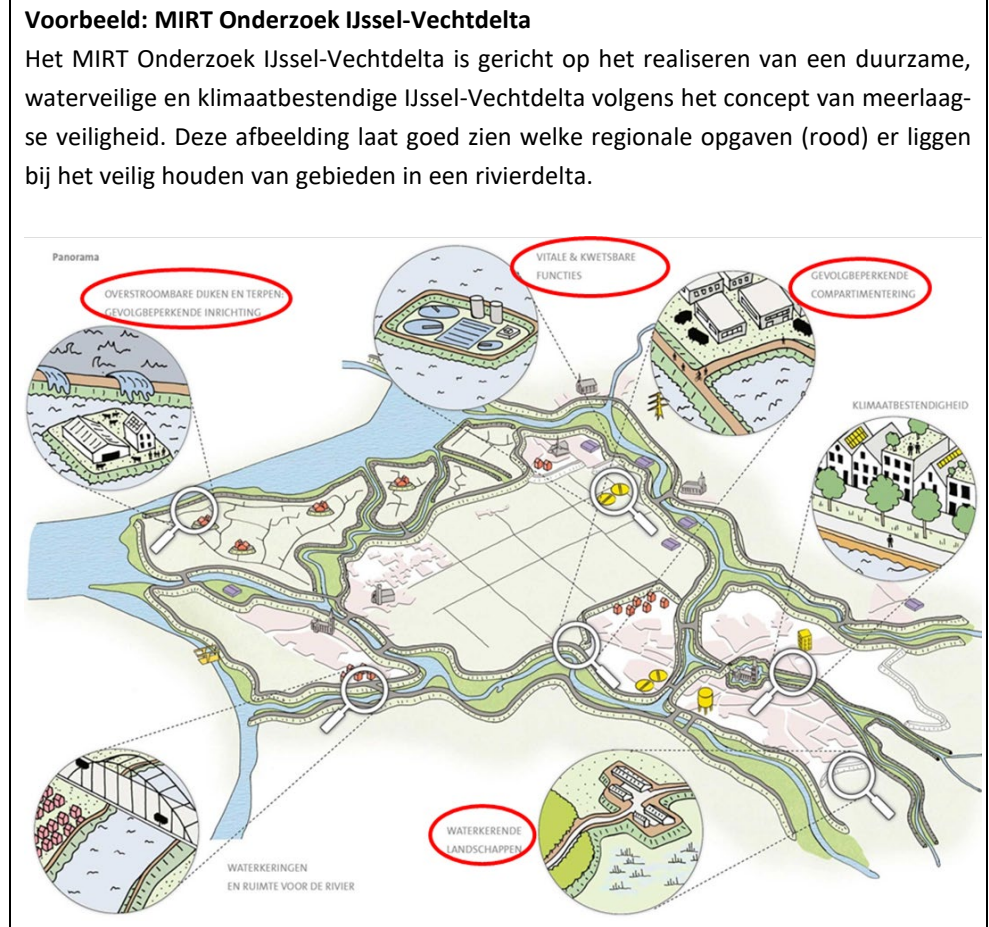 Voorbeeld: MIRT Onderzoek IJssel-Vechtdelta
Het MIRT Onderzoek IJssel-Vechtdelta is gericht op het realiseren van een duurzame,
waterveilige en klimaatbestendige IJssel-Vechtdelta volgens het concept van meerlaag-
se veiligheid. Deze afbeelding laat goed zien welke regionale opgaven (rood) er liggen
bij het veilig houden van gebieden in een rivierdelta.
Panorama
OVERSTROOMBARE DIJKEN EN TERPEN:
GEVOLGBEPERKENDE INRICHTING
VITALE & KWETSBARE
FUNCTIES
GEVOLGBEPERKENDE
COMPARTIMENTERING
KLIMAATBESTENDIGHEID
WATERKERINGEN
EN RUIMTE VOOR DE RIVIER
WATERKERENDE
LANDSCHAPPEN